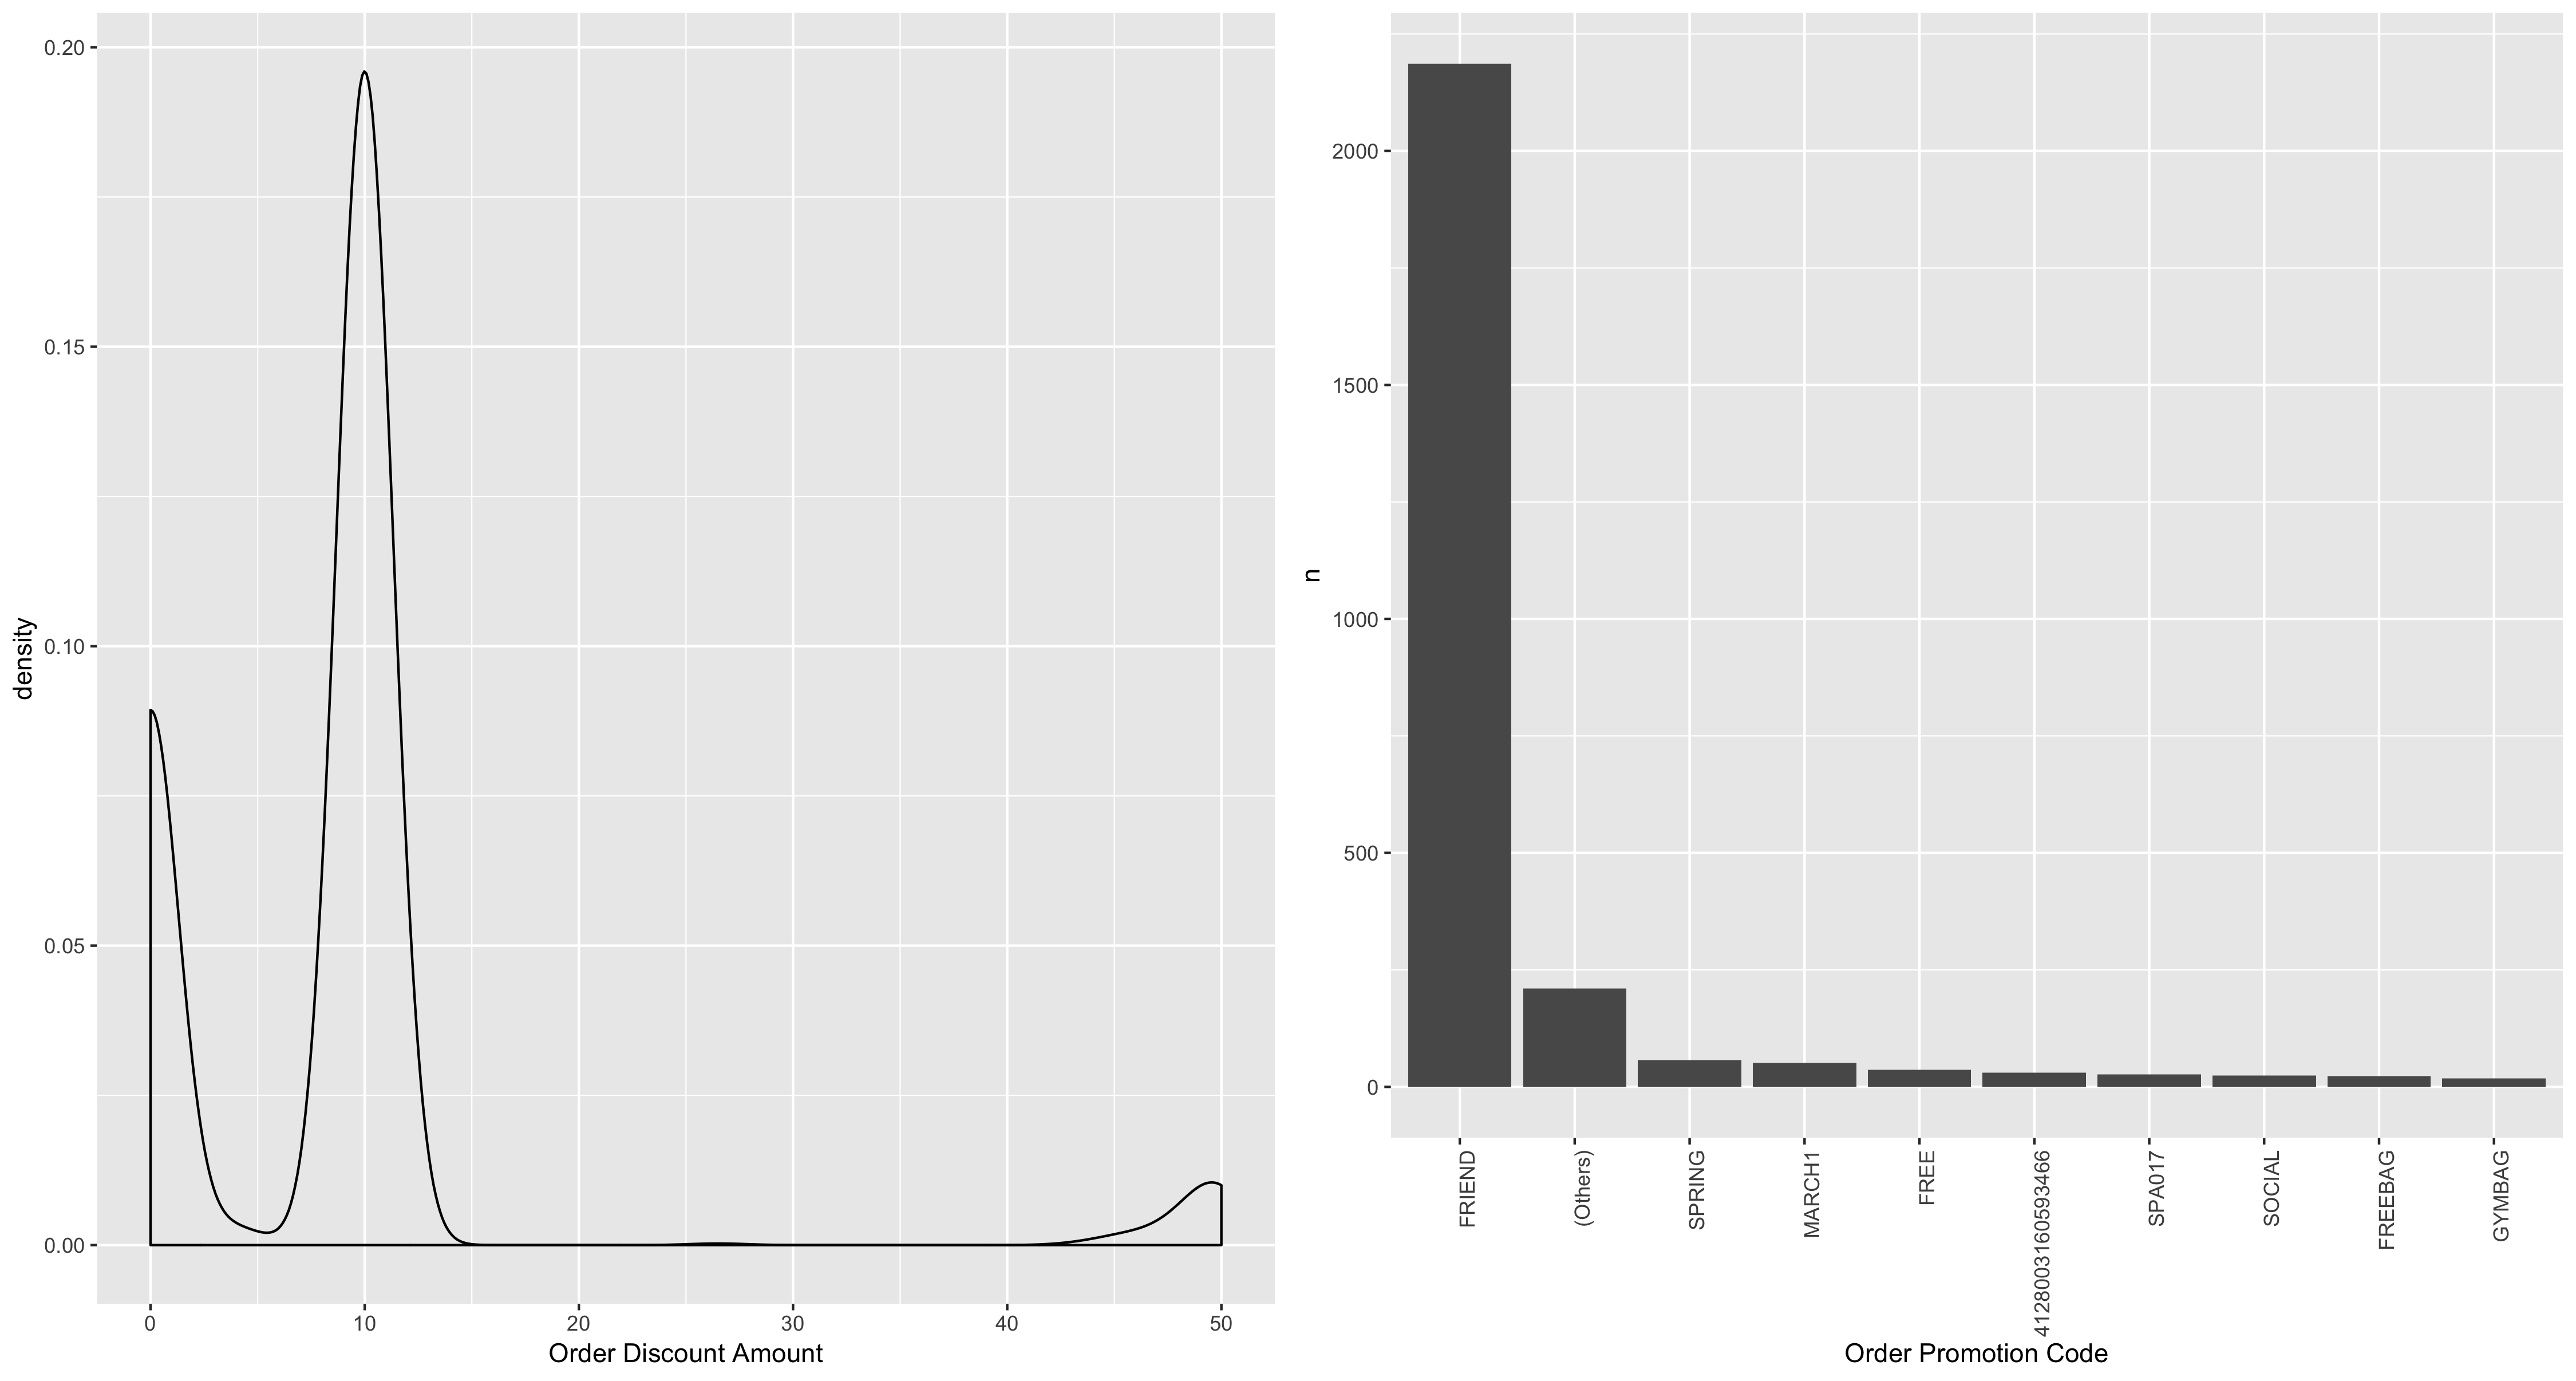 0.20
0.15
0.10
0.05
0.00
density
0
10
20
30
40
50
Order Discount Amount
2000
1500
1000
500
0
n
FRIEND
(Others)
SPRING
MARCH1
FREE
4128003160593466
SPA017
SOCIAL
FREEBAG
GYMBAG
Order Promotion Code